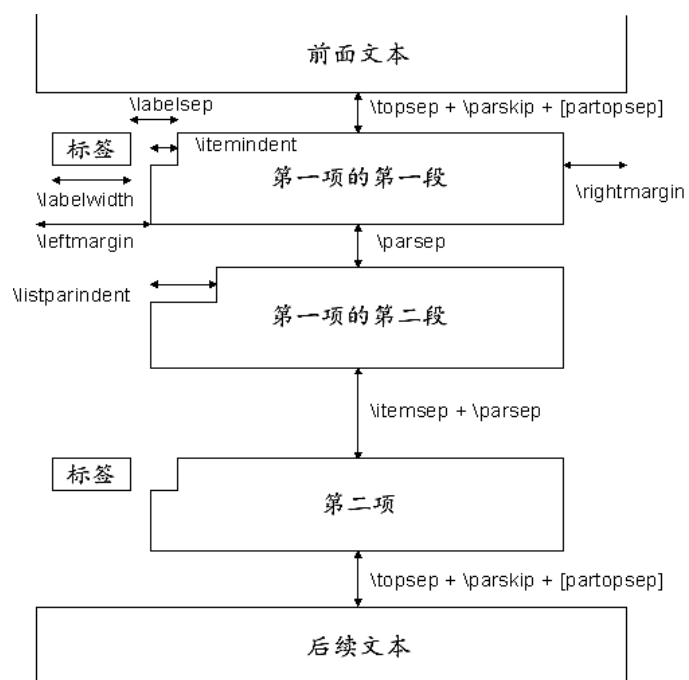 前面文本
\labelsep
\topsep + \parskip + [partopsep]
标签
\itemindent
第一项的第一段
\labelwidth
\rightmargin
\leftmargin
\parsep
\listparindent
第一项的第二段
\itemsep + \parsep
标签
第二项
\topsep + \parskip + [partopsep]
后续文本